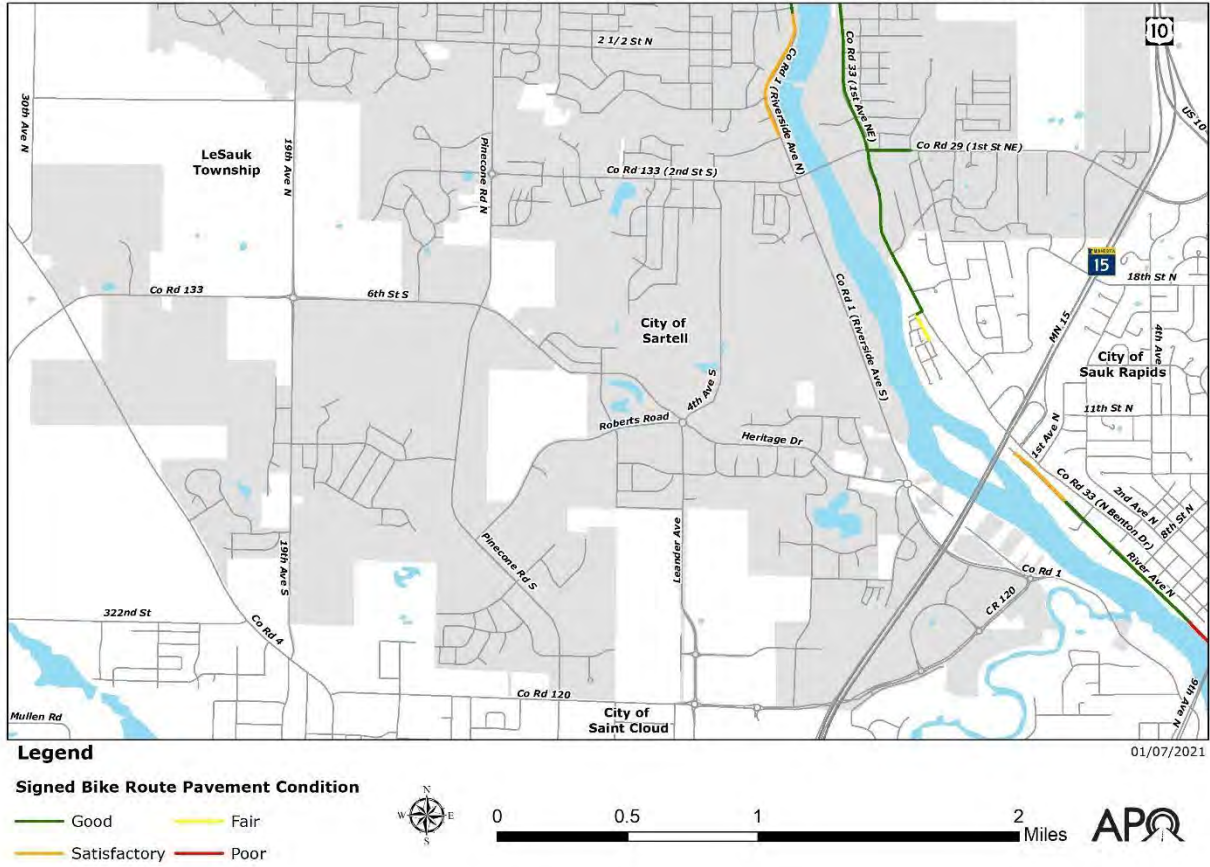 10
US 10
2 1/2 St N
Co Rd 1 (Riverside Ave N)
Co Rd 33 (1st Ave NE)
30th Ave N
LeSauk
Township
19th Ave N
Pinecone Rd N
Co Rd 29 (1st St NE)
Co Rd 133 (2nd St S)
MINNESOTA
15
18th St N
Co Rd 133
6th St S
Co Rd 1 (Riverside Ave S)
City of
Sartell
MN 15
4th Ave N
City of
Sauk Rapids
4th Ave S
Roberts Road
Heritage Dr
11th St N
1st Ave N
Co Rd 33 (N Benton Dr)
2nd Ave N
8th St N
River Ave N
19th Ave S
Pinecone Rd S
Leander Ave
Co Rd 1
CR 120
322nd St
Co Rd 4
Co Rd 120
9th Ave N
Mullen Rd
City of
Saint Cloud
Legend
01/07/2021
Signed Bike Route Pavement Condition
Good
Fair
Satisfactory
Poor
N
W E
S
0 0.5 1 2
Miles
APO